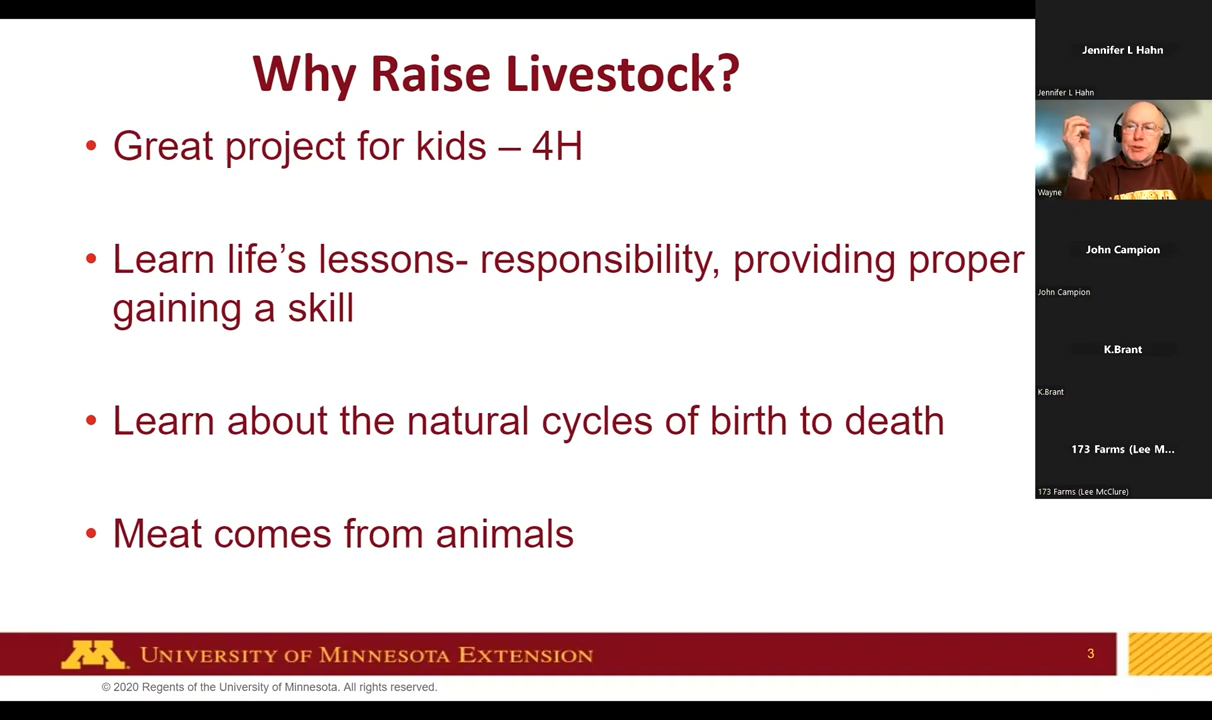 Why Raise Livestock?
• Great project for kids – 4H
• Learn life’s lessons- responsibility, providing proper
gaining a skill
• Learn about the natural cycles of birth to death
• Meat comes from animals
M
UNIVERSITY OF MINNESOTA EXTENSION
3
© 2020 Regents of the University of Minnesota. All rights reserved.
Jennifer L Hahn
Jennifer L Hahn
Wayne
John Campion
John Campion
K.Brant
K.Brant
173 Farms (Lee M...
173 Farms (Lee McClure)